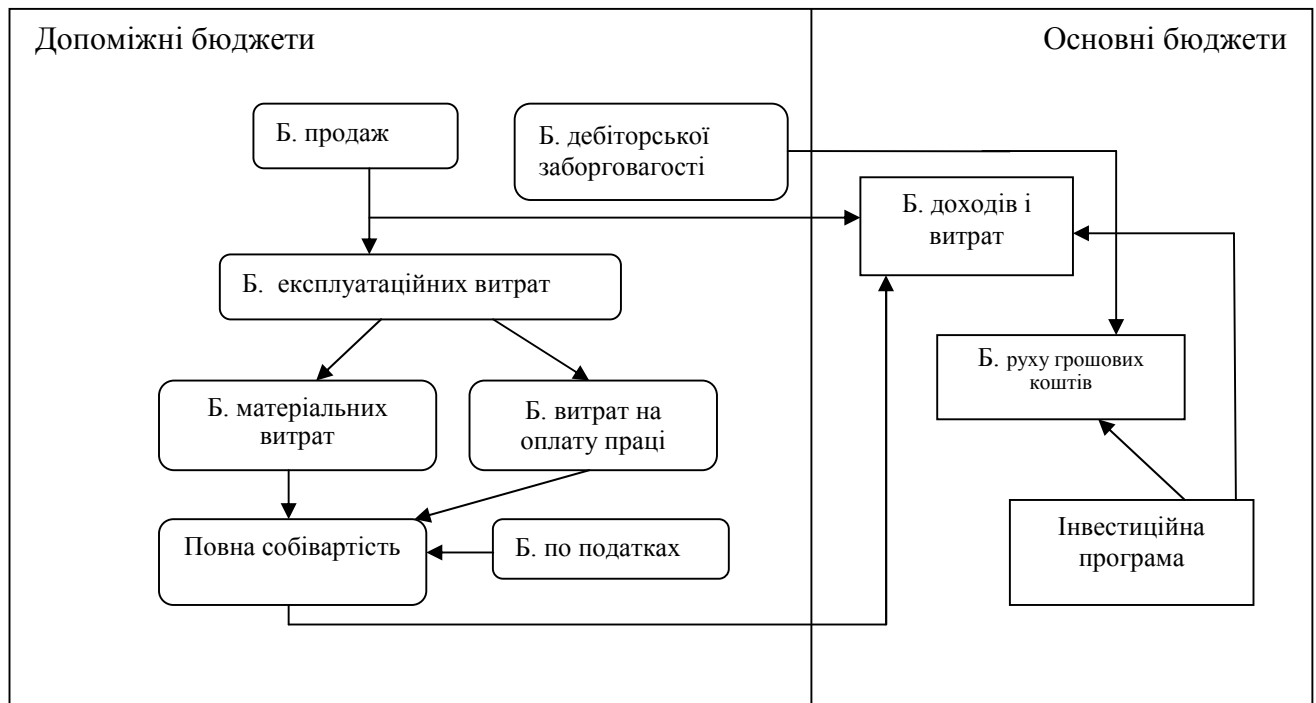 Допоміжні бюджети
Основні бюджети
Б. продаж
Б. дебіторської
заборговагості
Б. доходів і
витрат
Б. експлуатаційних витрат
Б. руху грошових
коштів
Б. матеріальних
витрат
Б. витрат на
оплату праці
Повна собівартість
Б. по податках
Інвестиційна
програма